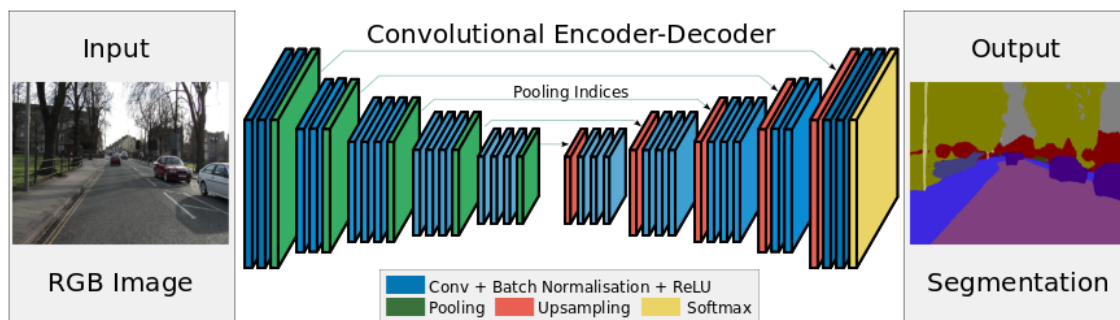 Input
RGB Image
Convolutional Encoder-Decoder
Pooling Indices
Conv + Batch Normalisation + ReLU
Pooling Upsampling Softmax
Output
Segmentation